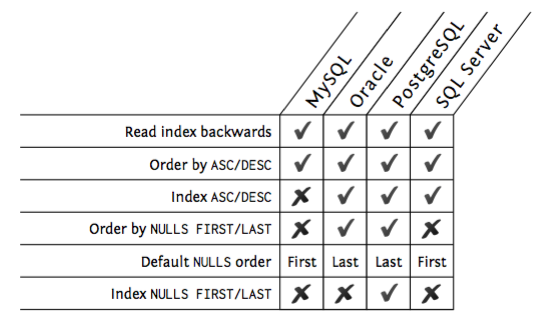 MySQL Oracle PostgreSQL SQL Server
Read index backwards ✔ ✔ ✔ ✔
Order by ASC/DESC ✔ ✔ ✔ ✔
Index ASC/DESC ✘ ✔ ✔ ✔
Order by NULLS FIRST/LAST ✘ ✔ ✔ ✘
Default NULLS order First Last Last First
Index NULLS FIRST/LAST ✘ ✘ ✔ ✘